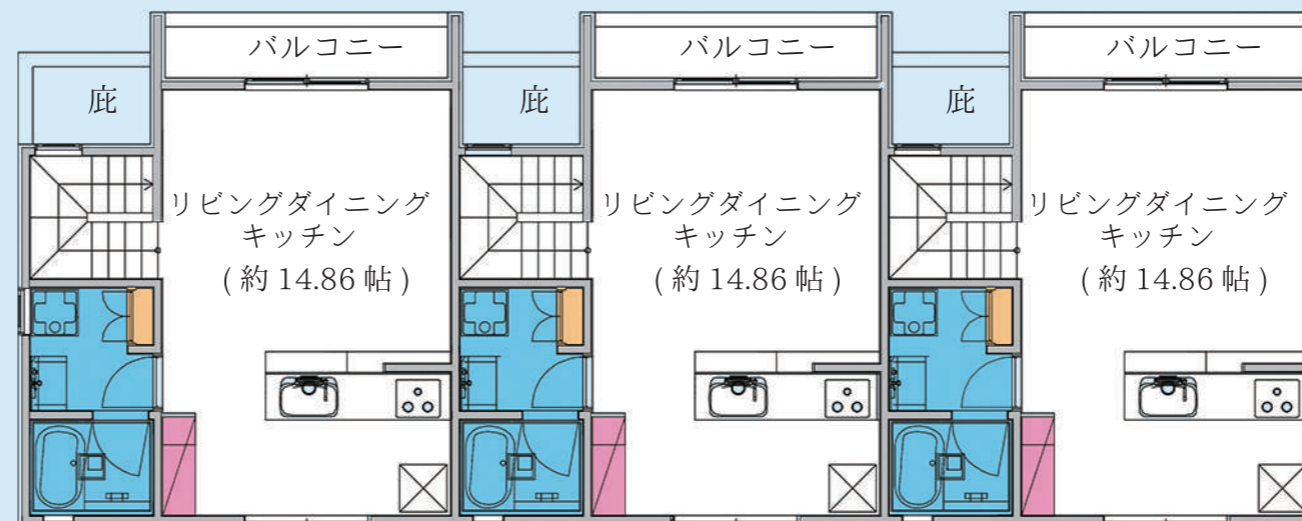 バルコニー
バルコニー
バルコニー
庇
庇
庇
リビングダイニング
キッチン
(約 14.86 帖)
リビングダイニング
キッチン
(約 14.86 帖)
リビングダイニング
キッチン
(約 14.86 帖)